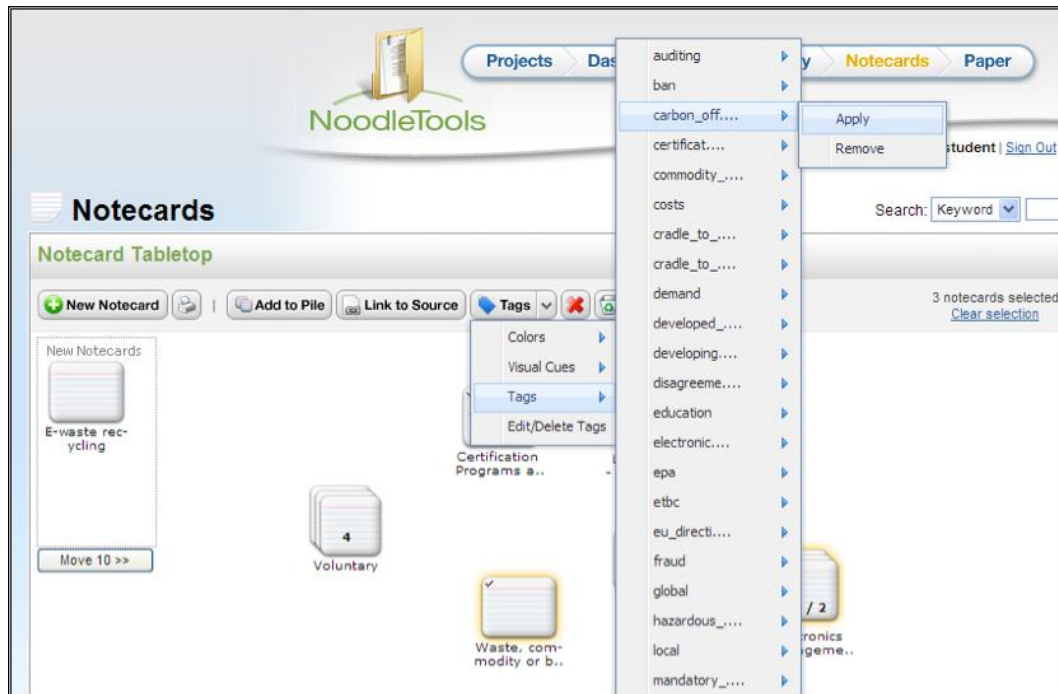 Projects
Das
y
Notecards
Paper
NoodleTools
student | Sign Out
Notecards
Search: Keyword
Notecard Tabletop
New Notecard
|
Add to Pile
Link to Source
Tags
3 notecards selected
Clear selection
Colors
Visual Cues
Tags
Edit/Delete Tags
auditing
ban
carbon_off....
certificat....
commodity_....
costs
cradle_to_....
cradle_to_....
demand
developed_....
developing....
disagreeme....
education
electronic....
epa
etbc
eu_directi....
fraud
global
hazardous_....
local
mandatory_....
Apply
Remove
New Notecards
E-waste rec-
ycling
Move 10 >>
Certification
Programs a..
4
Voluntary
Waste, com-
modity or b..
/ 2
ctronics
geme..